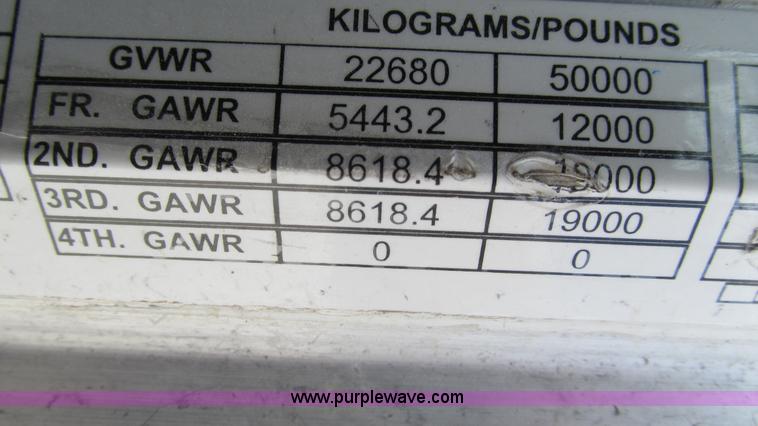 KILOGRAMS/POUNDS
GVWR 22680 50000
FR. GAWR 5443.2 12000
2ND. GAWR 8618.4 19000
3RD. GAWR 8618.4 19000
4TH. GAWR 0 0
www.purplewave.com